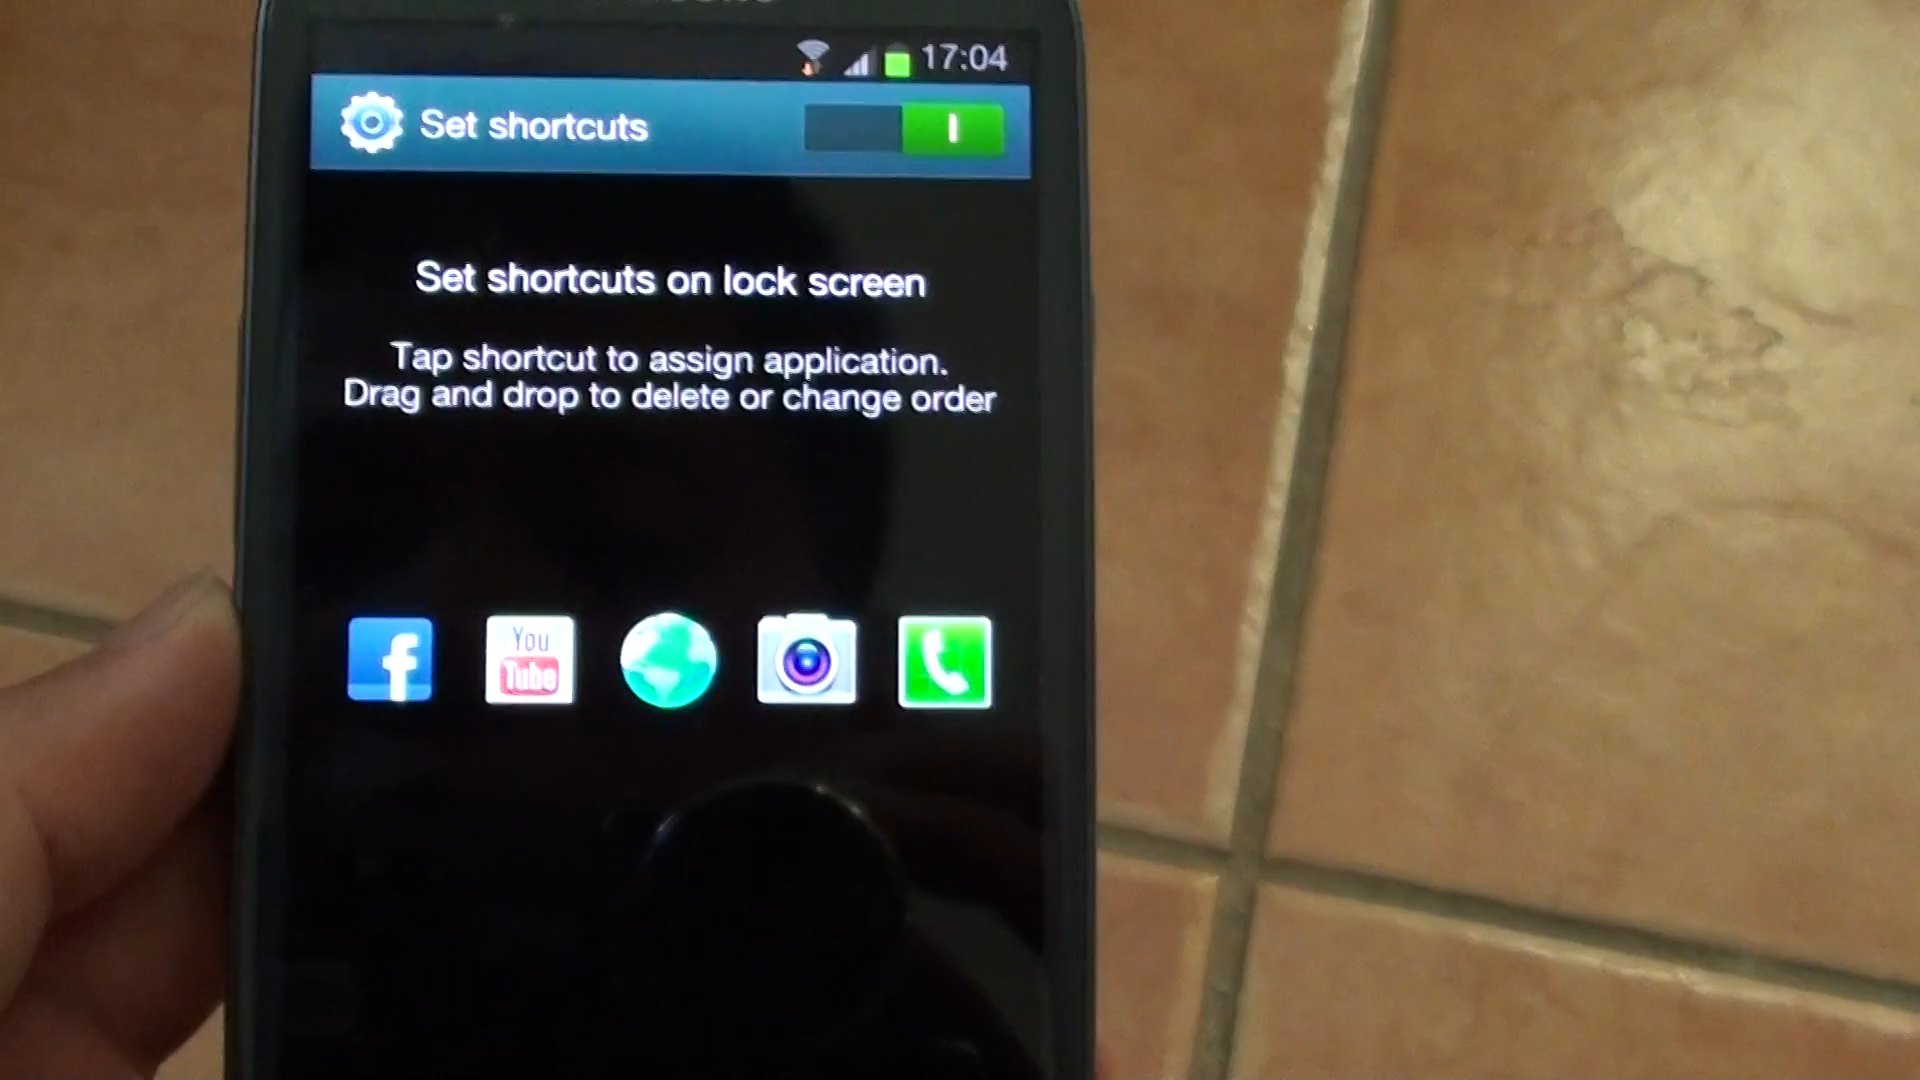 17:04
Set shortcuts
Set shortcuts on lock screen
Tap shortcut to assign application.
Drag and drop to delete or change order
f
You
Tube